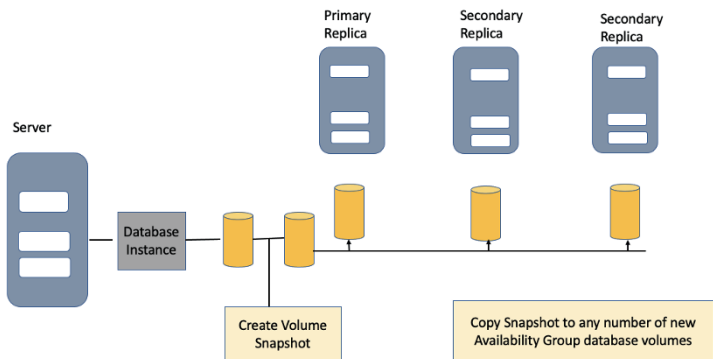 Primary
Replica
Secondary
Replica
Secondary
Replica
Server
Database
Instance
Create Volume
Snapshot
Copy Snapshot to any number of new
Availability Group database volumes